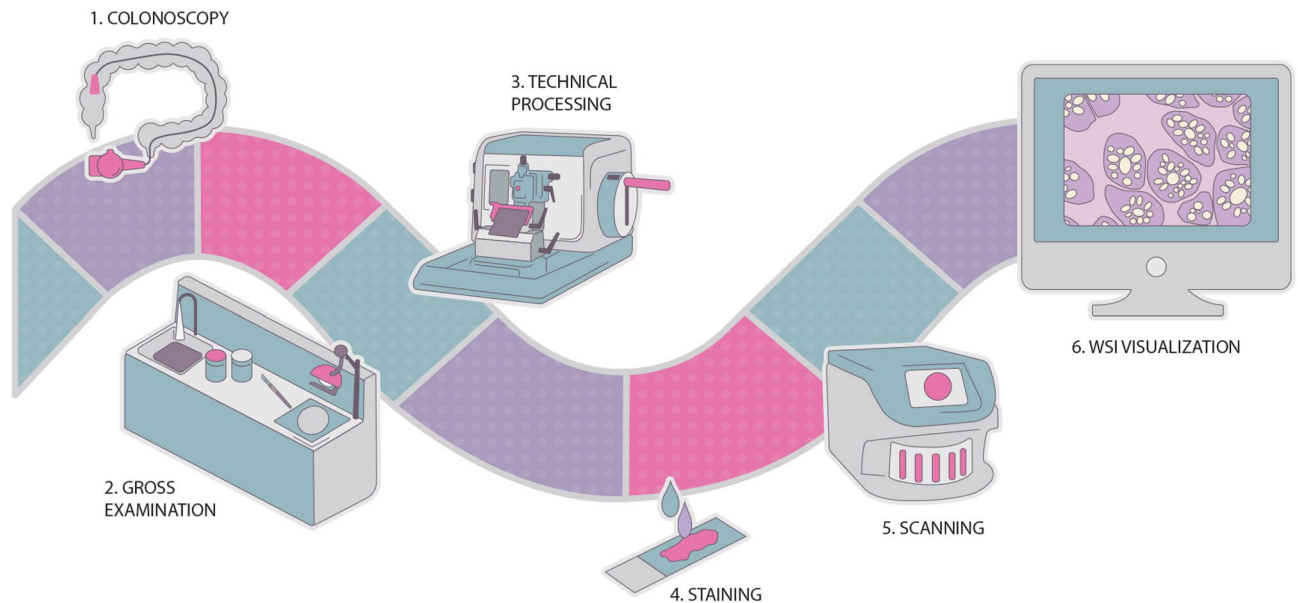 1. COLONOSCOPY
2. GROSS
EXAMINATION
3. TECHNICAL
PROCESSING
4. STAINING
5. SCANNING
6. WSI VISUALIZATION